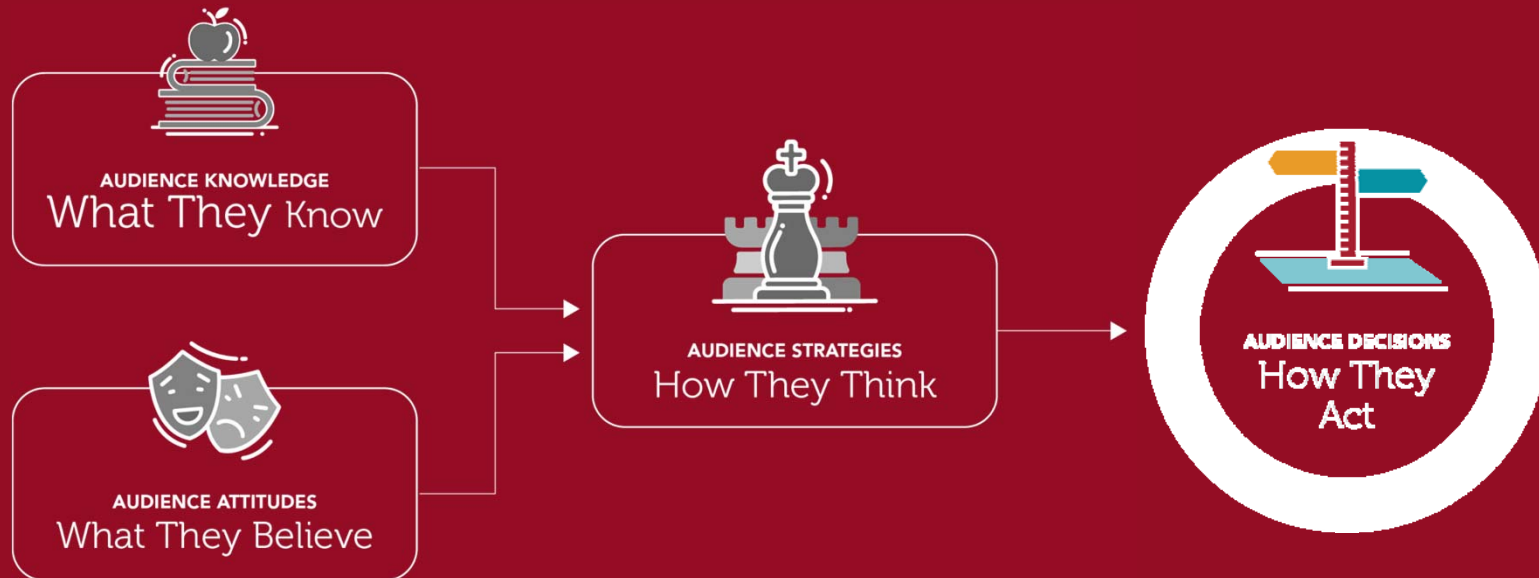 AUDIENCE KNOWLEDGE
What They Know
AUDIENCE ATTITUDES
What They Believe
AUDIENCE STRATEGIES
How They Think
AUDIENCE DECISIONS
How They
Act